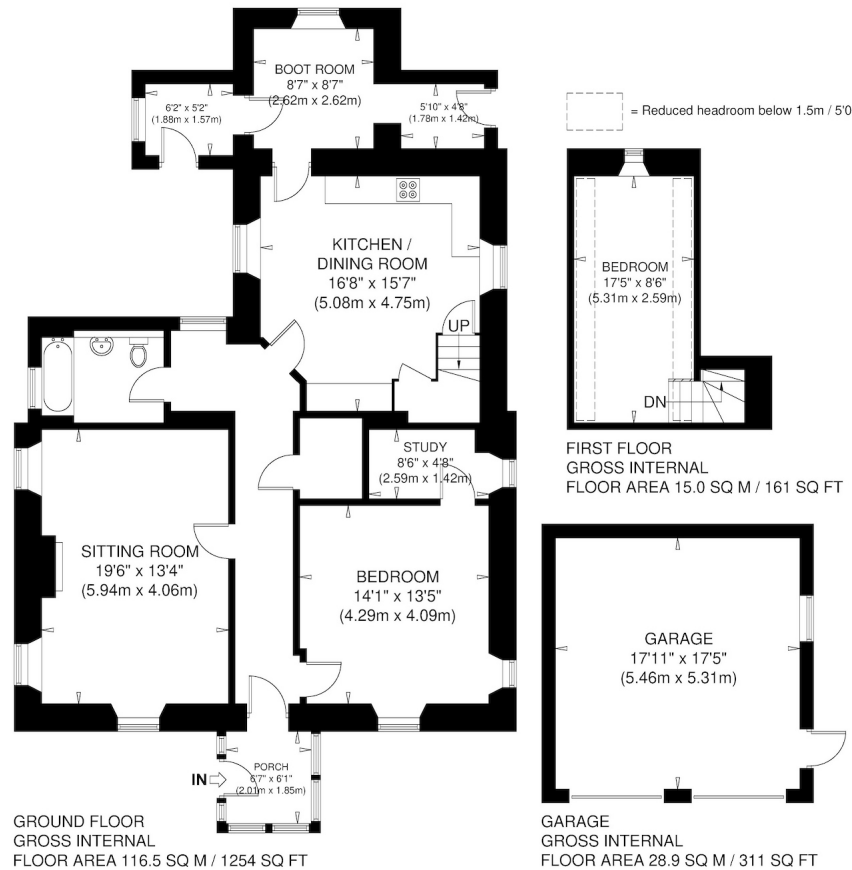 BOOT ROOM
8'7" x 8'7"
(2.62m x 2.62m)
6'2" x 5'2"
(1.88m x 1.57m)
5'10" x 4'8"
(1.78m x 1.42m)
= Reduced headroom below 1.5m / 5'0
KITCHEN /
DINING ROOM
16'8" x 15'7"
(5.08m x 4.75m)
UP
BEDROOM
17'5" x 8'6"
(5.31m x 2.59m)
DN
FIRST FLOOR
GROSS INTERNAL
FLOOR AREA 15.0 SQ M / 161 SQ FT
STUDY
8'6" x 4'8"
(2.59m x 1.42m)
SITTING ROOM
19'6" x 13'4"
(5.94m x 4.06m)
BEDROOM
14'1" x 13'5"
(4.29m x 4.09m)
GARAGE
17'11" x 17'5"
(5.46m x 5.31m)
PORCH
6'7" x 6'1"
(2.01m x 1.85m)
IN
GROUND FLOOR
GROSS INTERNAL
FLOOR AREA 116.5 SQ M / 1254 SQ FT
GARAGE
GROSS INTERNAL
FLOOR AREA 28.9 SQ M / 311 SQ FT